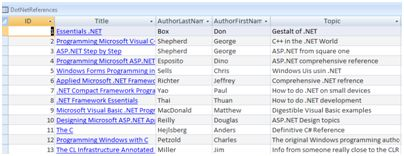 DotNetReferences
ID Title AuthorLastName AuthorFirstNam Topic
1 Essentials .NET Box Don Gestalt of .NET
2 Programming Microsoft Visual C- Shepherd George C++ in the .NET World
3 ASP.NET Step by Step Shepherd George ASP.NET from square one
4 Programming Microsoft ASP.NET Esposito Dino ASP.NET comprehensive reference
5 Windows Forms Programming in Sells Chris Windows UIs usin .NET
6 Applied Microsoft .NET Framewo Richter Jeffrey Comprehensive .NET reference
7 .NET Compact Framework Progra Yao Paul How to do .NET on small devices
8 .NET Framework Essentials Thai Thuan How to do .NET development
9 Microsoft Visual Basic .NET Progr MacDonald Matthew Digestible Visual Basic examples
10 Designing Microsoft ASP.NET Ap Reilly Douglas ASP.NET Design topics
11 The C Hejlsberg Anders Definitive C# Reference
12 Programming Windows with C Petzold Charles The original Windows programming autho
13 The CL Infrastructure Annotated Miller Jim Info from someone really close to the CLR